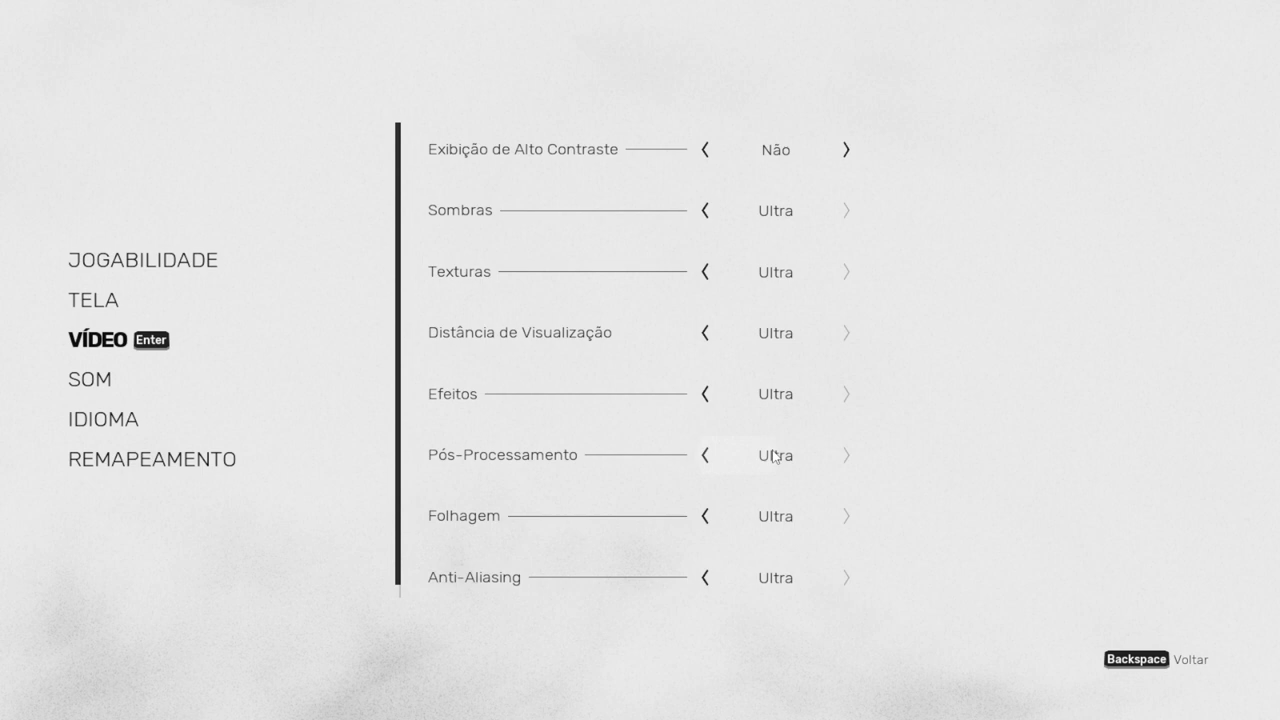 JOGABILIDADE
TELA
VÍDEO Enter
SOM
IDIOMA
REMAPEAMENTO
Exibição de Alto Contraste Não
Sombras Ultra
Texturas Ultra
Distância de Visualização Ultra
Efeitos Ultra
Pós-Processamento Ultra
Folhagem Ultra
Anti-Aliasing Ultra
Backspace Voltar